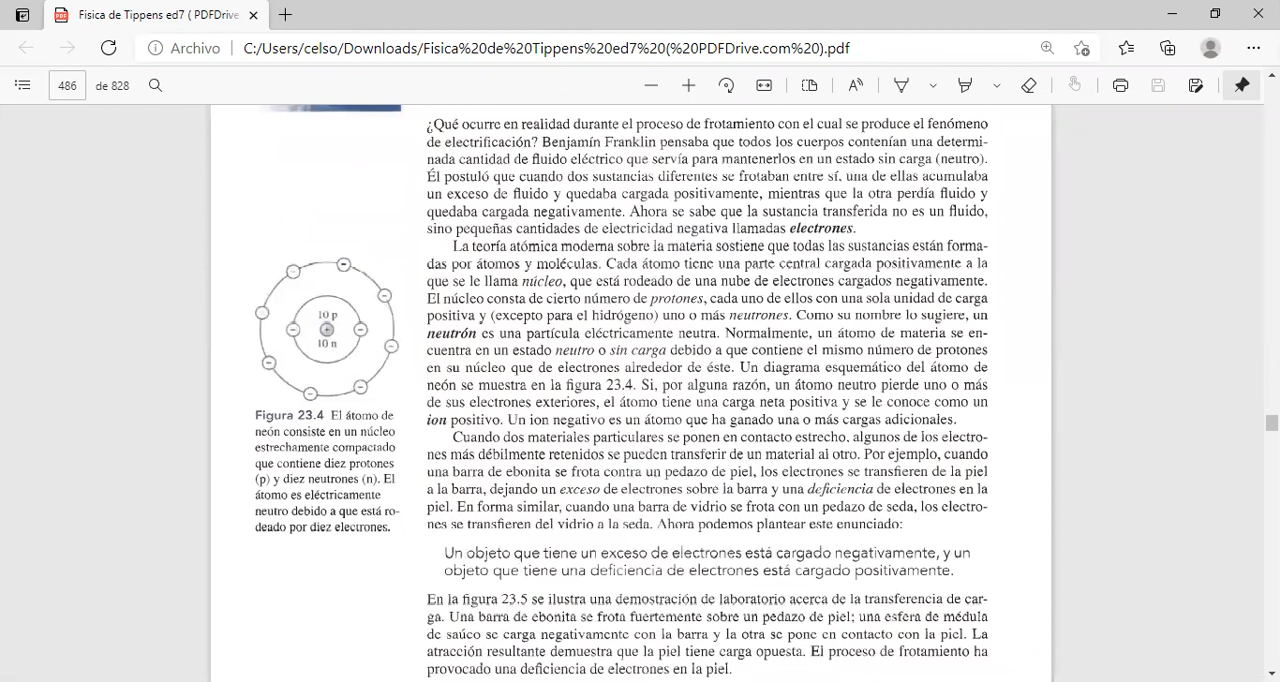 Fisica de Tippens ed7 ( PDFDrive
Archivo
C:/Users/celso/Downloads/Fisica%20de%20Tippens%20ed7%20(%20PDFDrive.com%20).pdf
486 de 828
¿Qué ocurre en realidad durante el proceso de frotamiento con el cual se produce el fenómeno
de electrificación? Benjamín Franklin pensaba que todos los cuerpos contenían una determi-
nada cantidad de fluido eléctrico que servía para mantenerlos en un estado sin carga (neutro).
Él postuló que cuando dos sustancias diferentes se frotaban entre sí, una de ellas acumulaba
un exceso de fluido y quedaba cargada positivamente, mientras que la otra perdía fluido y
quedaba cargada negativamente. Ahora se sabe que la sustancia transferida no es un fluido,
sino pequeñas cantidades de electricidad negativa llamadas electrones.
La teoría atómica moderna sobre la materia sostiene que todas las sustancias están forma-
das por átomos y moléculas. Cada átomo tiene una parte central cargada positivamente a la
que se le llama núcleo, que está rodeado de una nube de electrones cargados negativamente.
El núcleo consta de cierto número de protones, cada uno de ellos con una sola unidad de carga
positiva y (excepto para el hidrógeno) uno o más neutrones. Como su nombre lo sugiere, un
neutrón es una partícula eléctricamente neutra. Normalmente, un átomo de materia se en-
cuentra en un estado neutro o sin carga debido a que contiene el mismo número de protones
en su núcleo que de electrones alrededor de éste. Un diagrama esquemático del átomo de
neón se muestra en la figura 23.4. Si, por alguna razón, un átomo neutro pierde uno o más
de sus electrones exteriores, el átomo tiene una carga neta positiva y se le conoce como un
ion positivo. Un ion negativo es un átomo que ha ganado una o más cargas adicionales.
Cuando dos materiales particulares se ponen en contacto estrecho, algunos de los electro-
nes más débilmente retenidos se pueden transferir de un material al otro. Por ejemplo, cuando
una barra de ebonita se frota contra un pedazo de piel, los electrones se transfieren de la piel
a la barra, dejando un exceso de electrones sobre la barra y una deficiencia de electrones en la
piel. En forma similar, cuando una barra de vidrio se frota con un pedazo de seda, los electro-
nes se transfieren del vidrio a la seda. Ahora podemos plantear este enunciado:
Un objeto que tiene un exceso de electrones está cargado negativamente, y un
objeto que tiene una deficiencia de electrones está cargado positivamente.
En la figura 23.5 se ilustra una demostración de laboratorio acerca de la transferencia de car-
ga. Una barra de ebonita se frota fuertemente sobre un pedazo de piel; una esfera de médula
de saúco se carga negativamente con la barra y la otra se pone en contacto con la piel. La
atracción resultante demuestra que la piel tiene carga opuesta. El proceso de frotamiento ha
provocado una deficiencia de electrones en la piel.
10 p
+
10 n
Figura 23.4 El átomo de
neón consiste en un núcleo
estrechamente compactado
que contiene diez protones
(p) y diez neutrones (n). El
átomo es eléctricamente
neutro debido a que está ro-
deado por diez electrones.